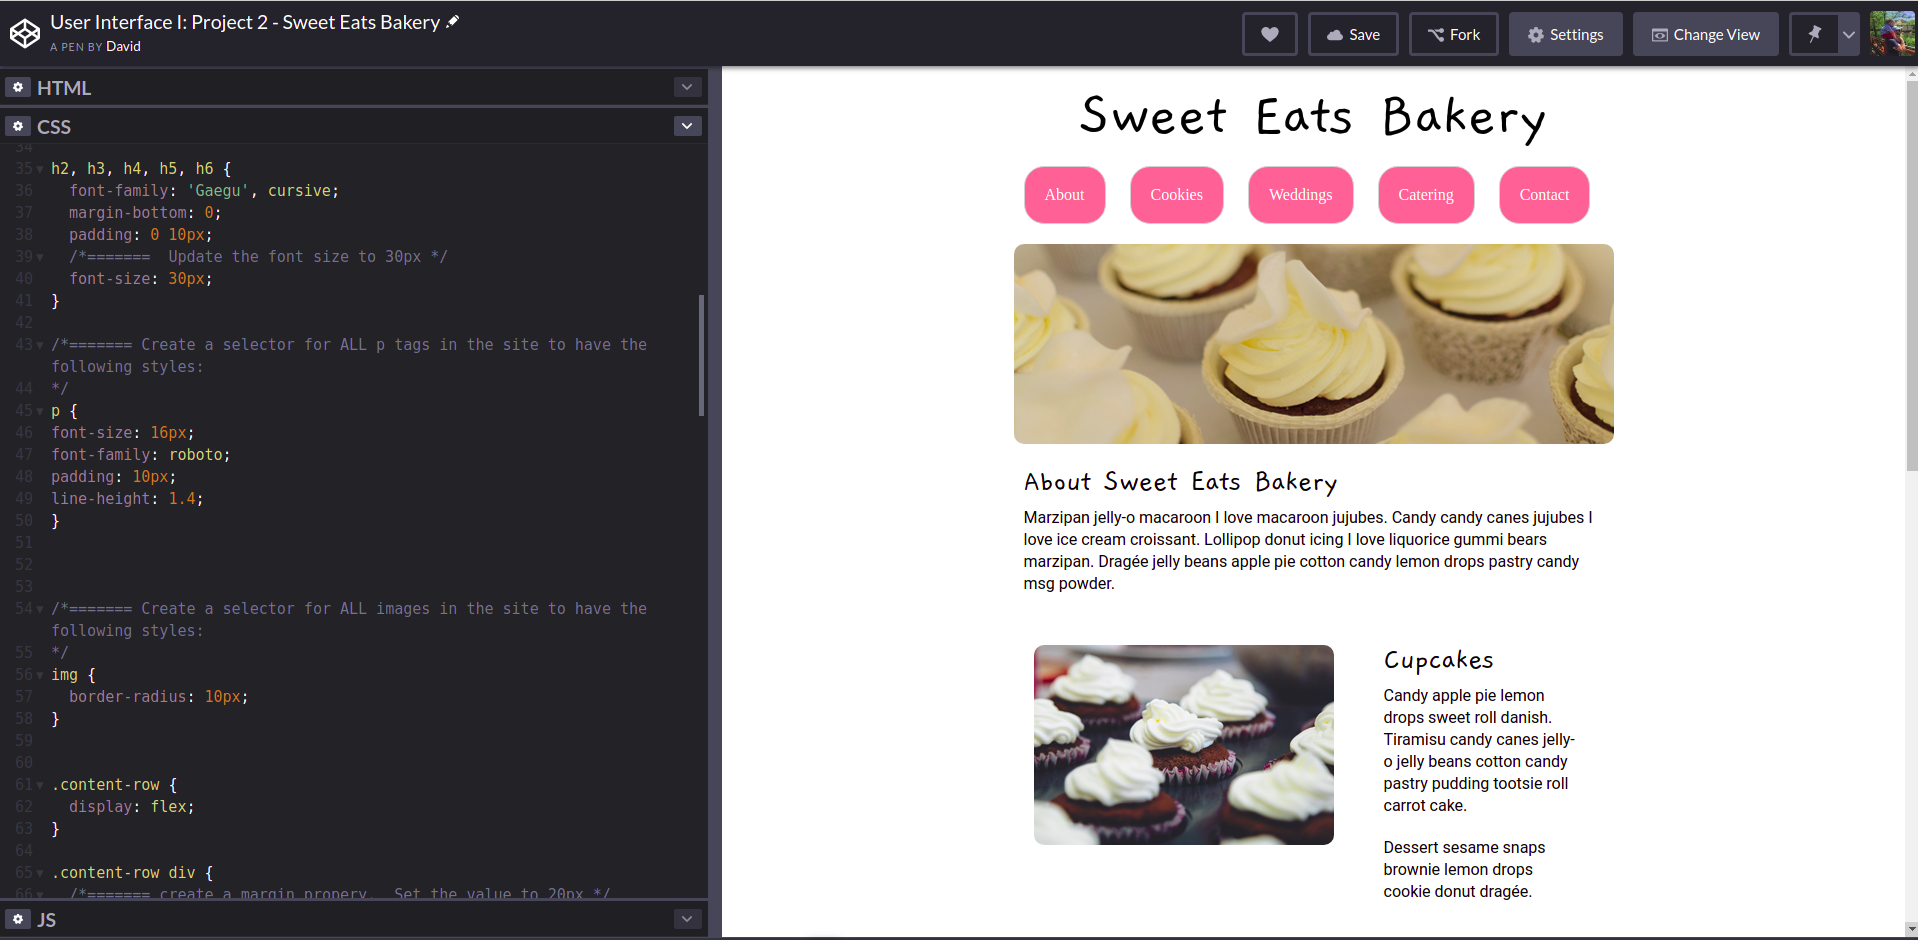 User Interface I: Project 2 - Sweet Eats Bakery
A PEN BY David
Save
Fork
Settings
Change View
HTML
CSS
34
35 h2, h3, h4, h5, h6 {
36 font-family: 'Gaegu', cursive;
37 margin-bottom: 0;
38 padding: 0 10px;
39 /*======= Update the font size to 30px */
40 font-size: 30px;
41 }
42
43 /*======= Create a selector for ALL p tags in the site to have the
following styles:
44 */
45 p {
46 font-size: 16px;
47 font-family: roboto;
48 padding: 10px;
49 line-height: 1.4;
50 }
51
52
53
54 /*======= Create a selector for ALL images in the site to have the
following styles:
55 */
56 img {
57 border-radius: 10px;
58 }
59
60
61 .content-row {
62 display: flex;
63 }
64
65 .content-row div {
66 /*======= create a margin propery. Set the value to 20px */
JS
Sweet Eats Bakery
About
Cookies
Weddings
Catering
Contact
About Sweet Eats Bakery
Marzipan jelly-o macaroon I love macaroon jujubes. Candy candy canes jujubes I
love ice cream croissant. Lollipop donut icing I love liquorice gummi bears
marzipan. Dragée jelly beans apple pie cotton candy lemon drops pastry candy
msg powder.
Cupcakes
Candy apple pie lemon
drops sweet roll danish.
Tiramisu candy canes jelly-
o jelly beans cotton candy
pastry pudding tootsie roll
carrot cake.
Dessert sesame snaps
brownie lemon drops
cookie donut dragée.